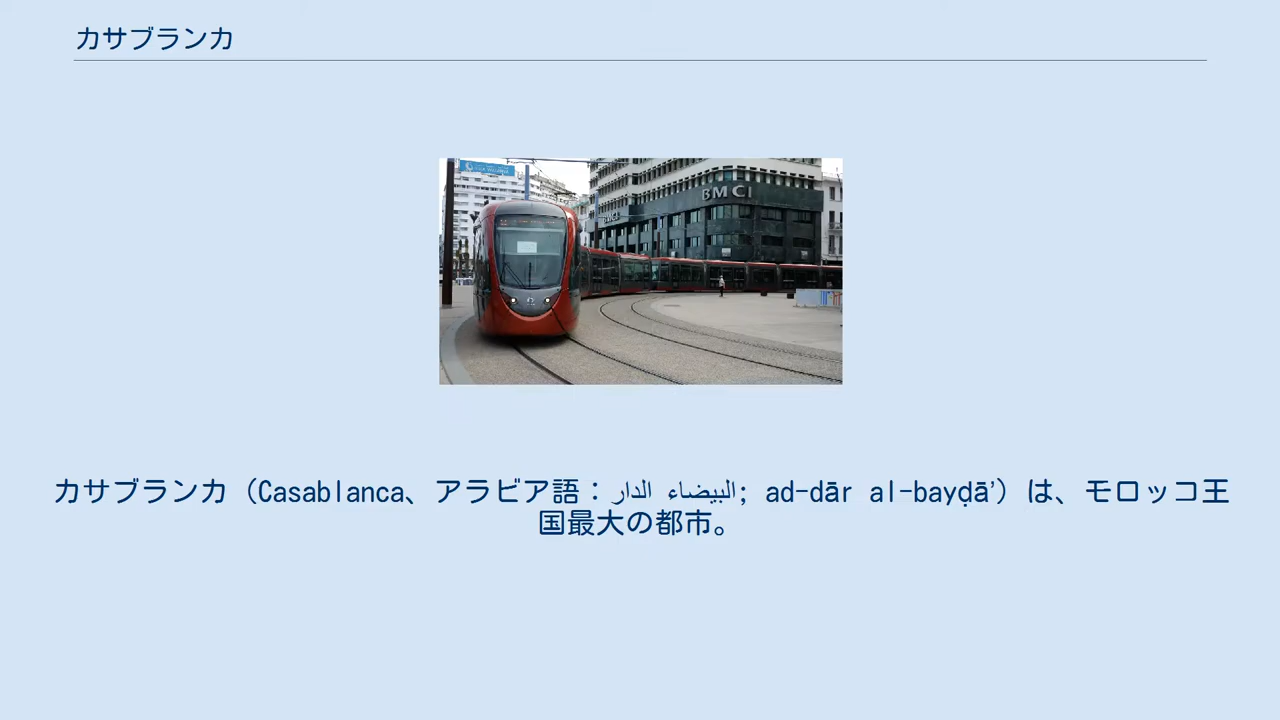 カサブランカ
BMCI
カサブランカ（Casablanca、アラビア語：الدار البيضاء; ad-dār al-bayḍā’）は、モロッコ王
国最大の都市。